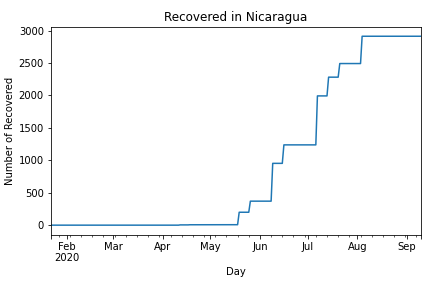 Recovered in Nicaragua
Number of Recovered
3000
2500
2000
1500
1000
500
0
Feb Mar Apr May Jun Jul Aug Sep
2020
Day